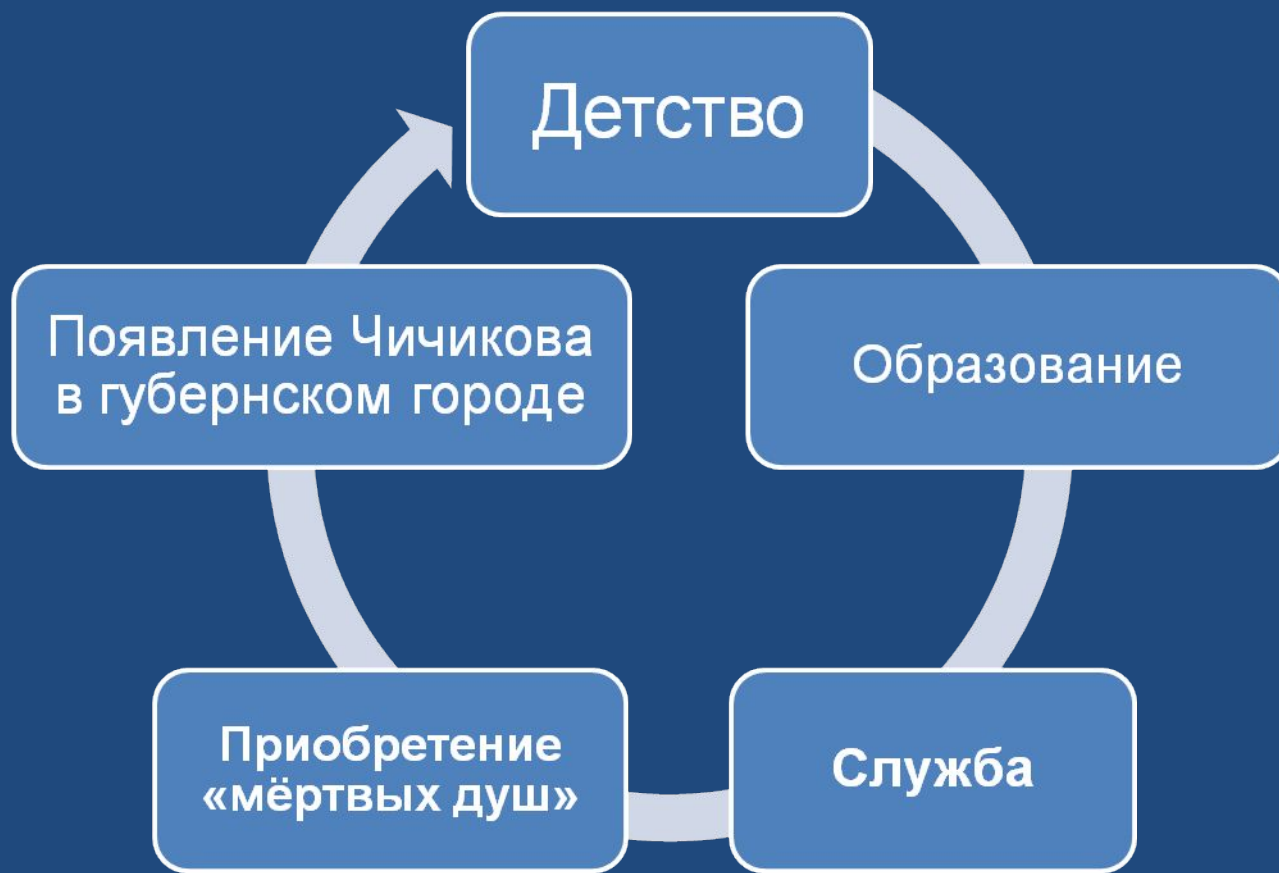 Детство
Образование
Служба
Приобретение
«мёртвых душ»
Появление Чичикова
в губернском городе